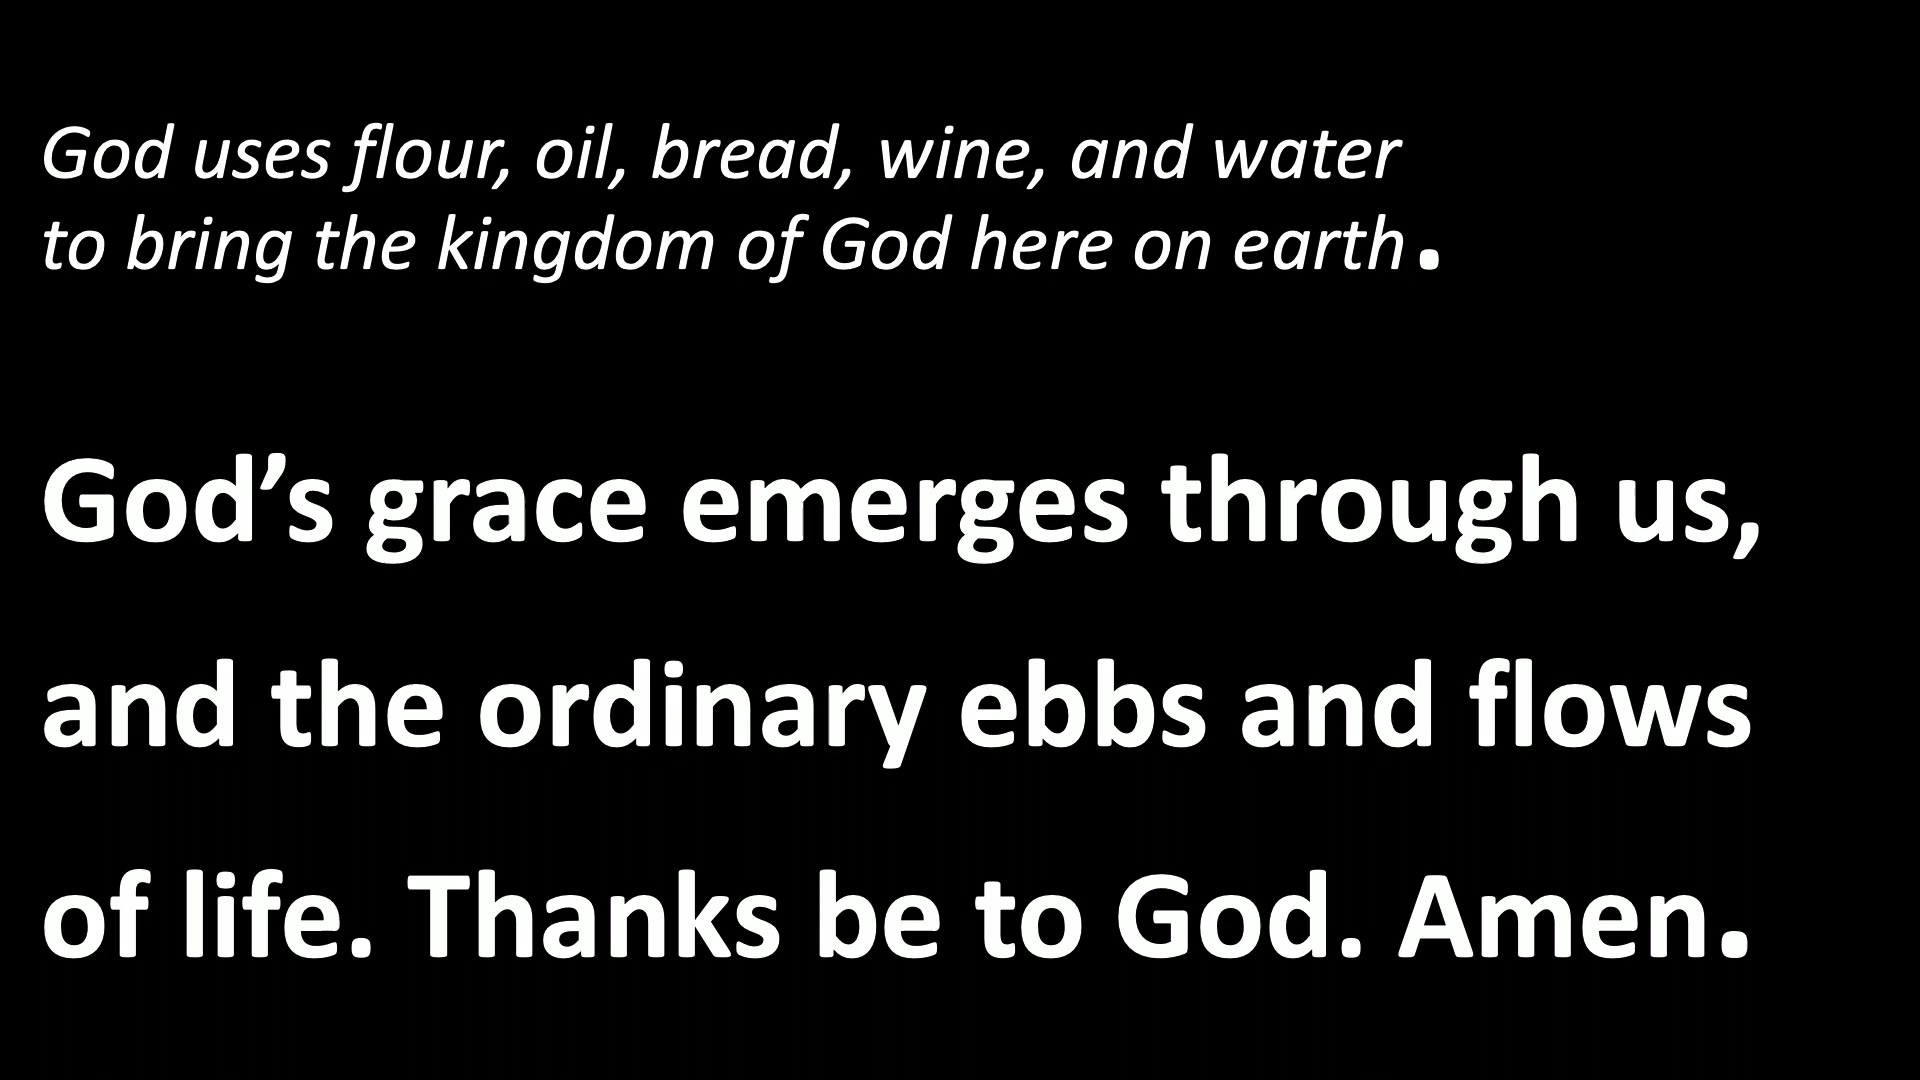 God uses flour, oil, bread, wine, and water
to bring the kingdom of God here on earth.
God’s grace emerges through us,
and the ordinary ebbs and flows
of life. Thanks be to God. Amen.